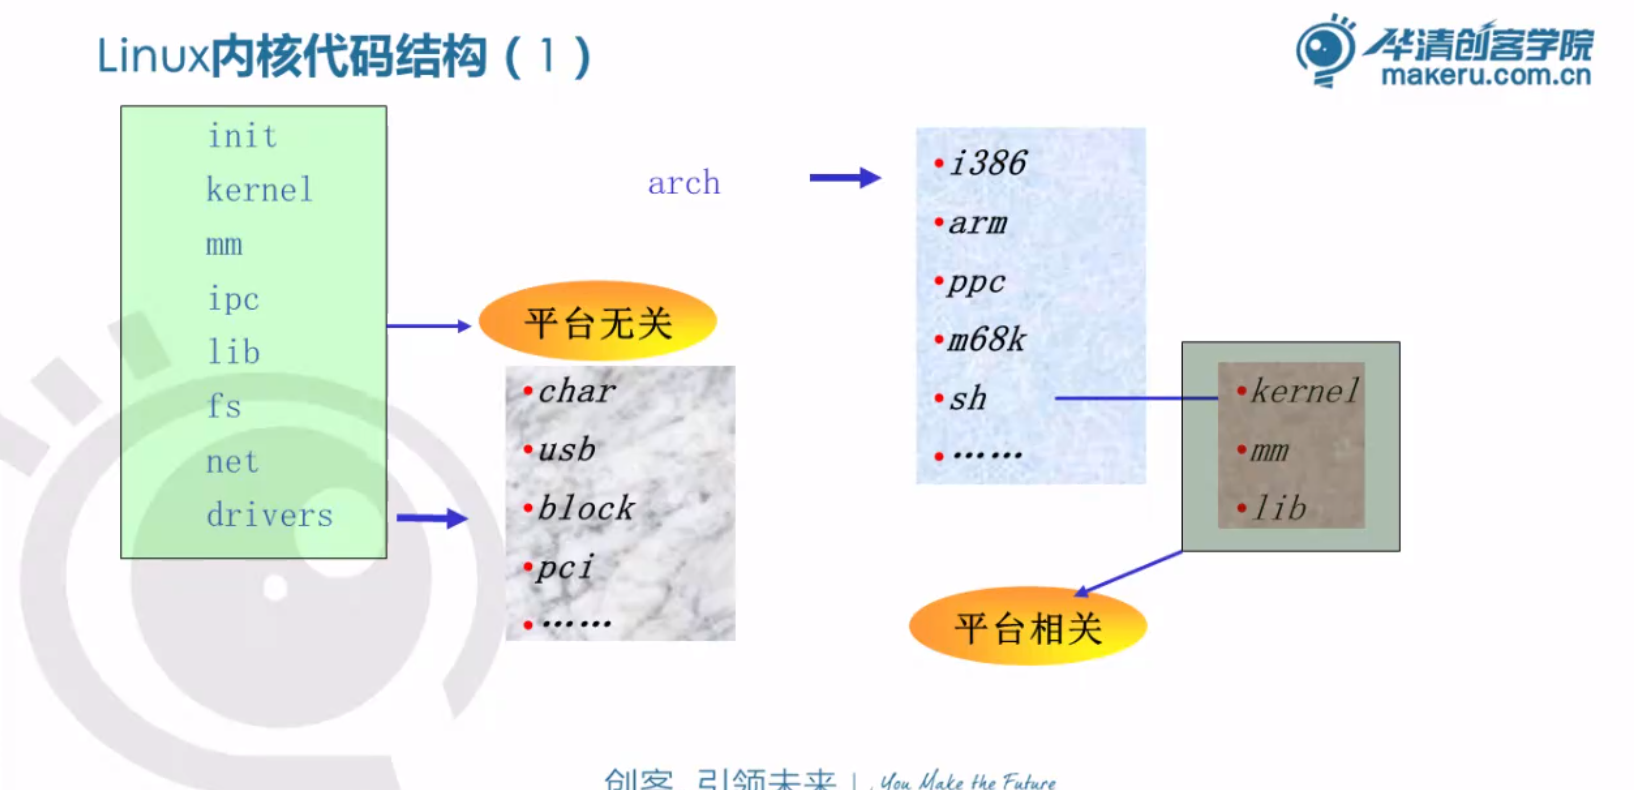 Linux内核代码结构（1）
华清创客学院
makeru.com.cn
init
kernel
mm
ipc
lib
fs
net
drivers
平台无关
•char
•usb
•block
•pci
•……
arch
•i386
•arm
•ppc
•m68k
•sh
•……
•kernel
•mm
•lib
平台相关
创客 引领未来 | You Make the Future